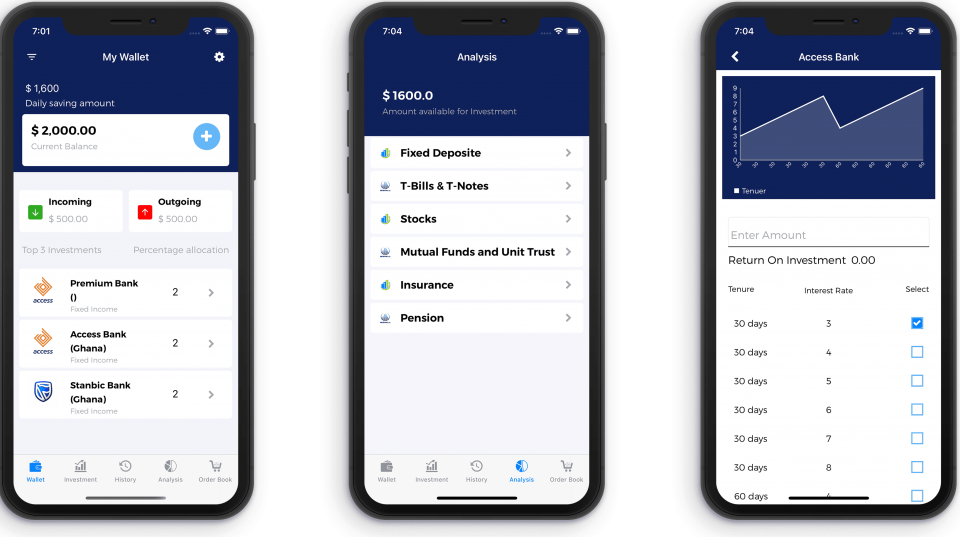 7:01
My Wallet
$ 1,600
Daily saving amount
$ 2,000.00
Current Balance
Incoming
$ 500.00
Outgoing
$ 500.00
Top 3 Investments
Percentage allocation
access
Premium Bank
()
Fixed Income
2
access
Access Bank
(Ghana)
Fixed Income
2
Stanbic Bank
(Ghana)
Fixed Income
2
Wallet
Investment
History
Analysis
Order Book
7:04
Analysis
$ 1600.0
Amount available for Investment
Fixed Deposite
T-Bills & T-Notes
Stocks
Mutual Funds and Unit Trust
Insurance
Pension
Wallet
Investment
History
Analysis
Order Book
7:04
Access Bank
9
8
7
6
5
4
3
2
1
0
Tenuer
Enter Amount
Return On Investment 0.00
Tenure Interest Rate Select
30 days 3
30 days 4
30 days 5
30 days 6
30 days 7
30 days 8
60 days